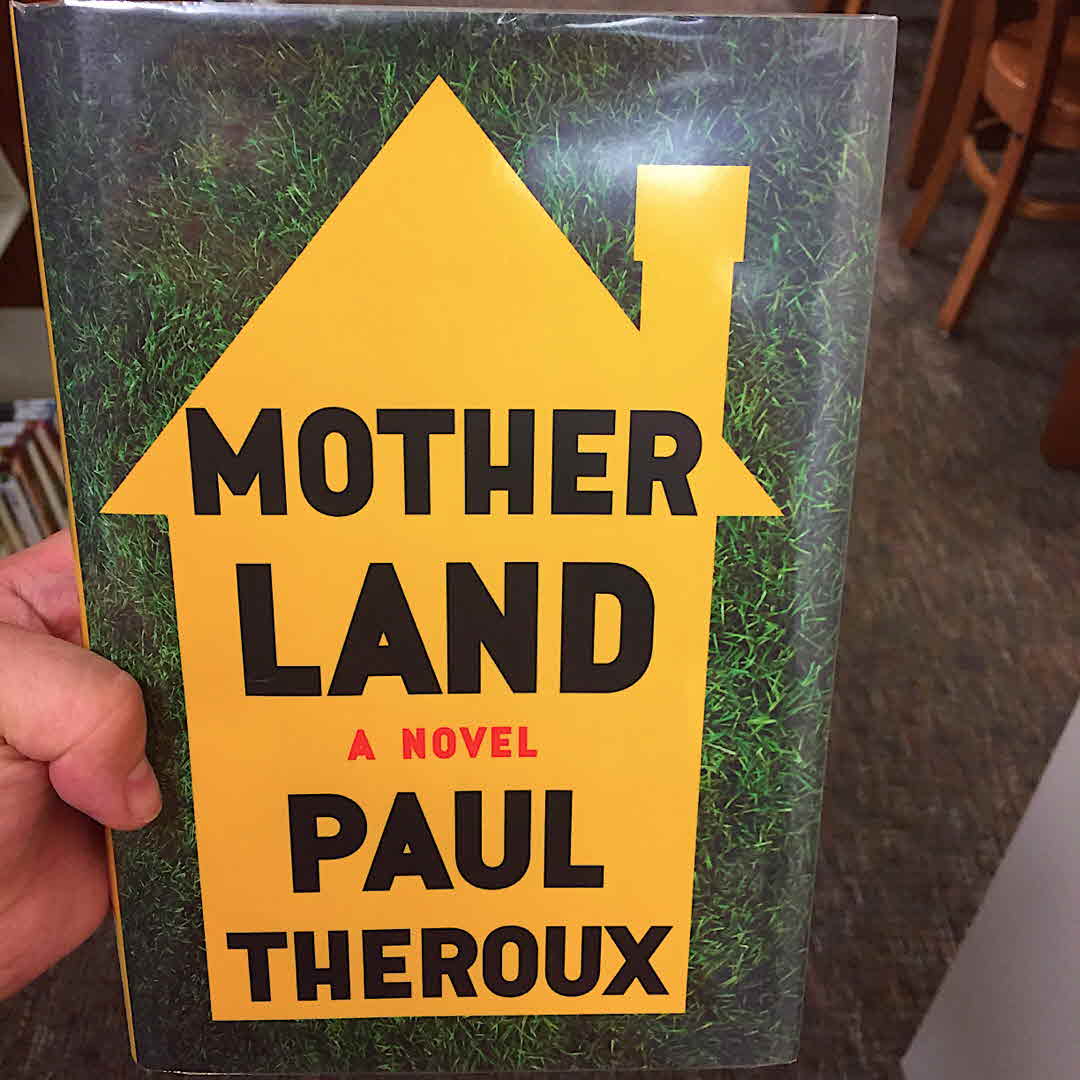 MOTHER
LAND
A NOVEL
PAUL
THEROUX